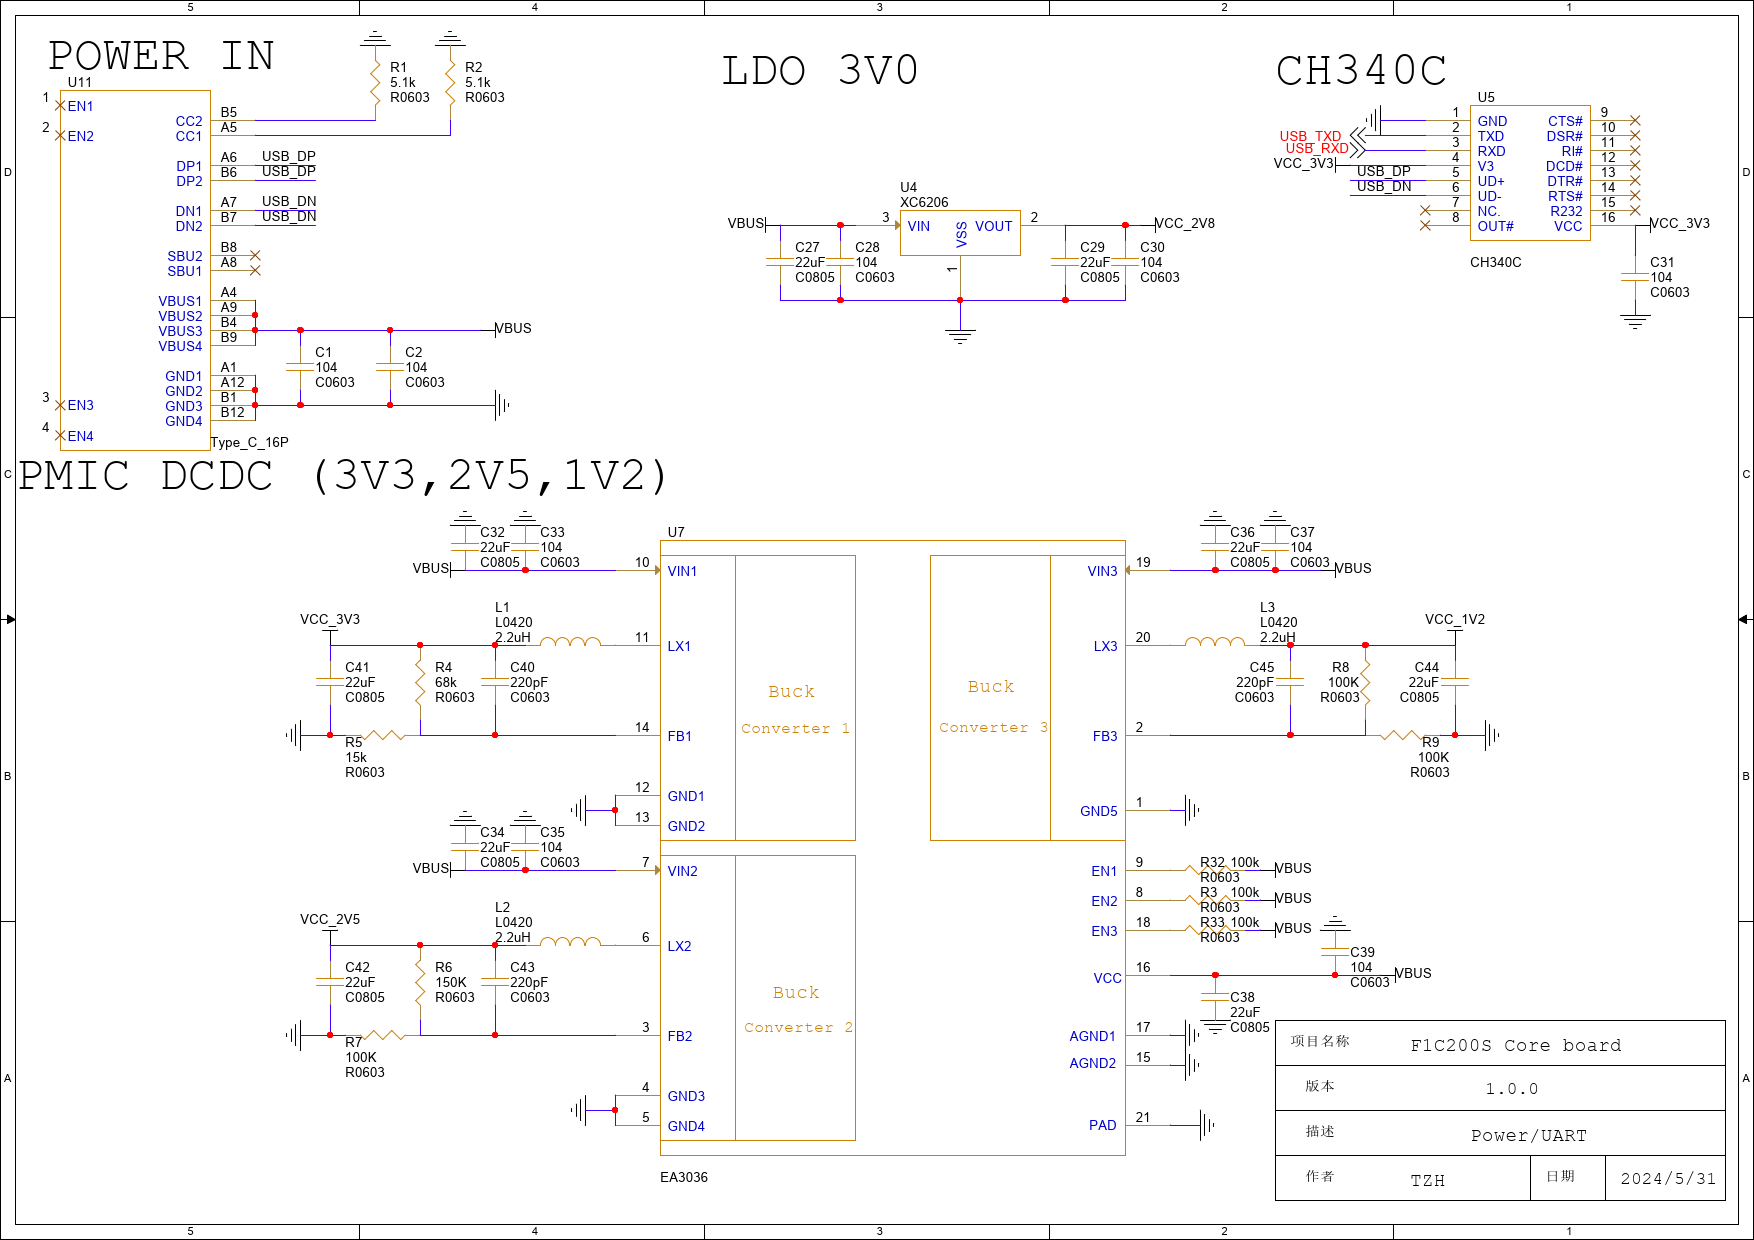 5 4 3 2 1
POWER IN
U11
1 EN1
2 EN2
3 EN3
4 EN4
CC2 B5
CC1 A5
DP1 A6 USB_DP
DP2 B6 USB_DP
DN1 A7 USB_DN
DN2 B7 USB_DN
SBU2 B8
SBU1 A8
VBUS1 A4
VBUS2 A9
VBUS3 B4
VBUS4 B9
GND1 A1
GND2 A12
GND3 B1
GND4 B12
Type_C_16P
R1
5.1k
R0603
R2
5.1k
R0603
VBUS
C1
104
C0603
C2
104
C0603
LDO 3V0
U4
XC6206
VBUS
3 VIN
VSS
1
VOUT 2
VCC_2V8
C27
22uF
C0805
C28
104
C0603
C29
22uF
C0805
C30
104
C0603
CH340C
U5
USB_TXD
USB_RXD
VCC_3V3
USB_DP
USB_DN
1 GND
2 TXD
3 RXD
4 V3
5 UD+
6 UD-
7 NC.
8 OUT#
CTS# 9
DSR# 10
RI# 11
DCD# 12
DTR# 13
RTS# 14
R232 15
VCC 16
VCC_3V3
CH340C
C31
104
C0603
D D
C C
PMIC DCDC (3V3,2V5,1V2)
U7
C32
22uF
C0805
C33
104
C0603
VBUS
10 VIN1
VCC_3V3
L1
L0420
2.2uH
11 LX1
C41
22uF
C0805
R4
68k
R0603
C40
220pF
C0603
R5
15k
R0603
14 FB1
12 GND1
13 GND2
Buck
Converter 1
C34
22uF
C0805
C35
104
C0603
VBUS
7 VIN2
VCC_2V5
L2
L0420
2.2uH
6 LX2
C42
22uF
C0805
R6
150K
R0603
C43
220pF
C0603
R7
100K
R0603
3 FB2
4 GND3
5 GND4
Buck
Converter 2
EA3036
Buck
Converter 3
C36
22uF
C0805
C37
104
C0603
VIN3 19
VBUS
L3
L0420
2.2uH
VCC_1V2
LX3 20
C45
220pF
C0603
R8
100K
R0603
C44
22uF
C0805
FB3 2
R9
100K
R0603
GND5 1
EN1 9
R32 100k
R0603
VBUS
EN2 8
R3 100k
R0603
VBUS
EN3 18
R33 100k
R0603
VBUS
VCC 16
C39
104
C0603
VBUS
C38
22uF
C0805
AGND1 17
AGND2 15
PAD 21
B B
A A
项目名称 F1C200S Core board
版本 1.0.0
描述 Power/UART
作者 TZH 日期 2024/5/31
5 4 3 2 1